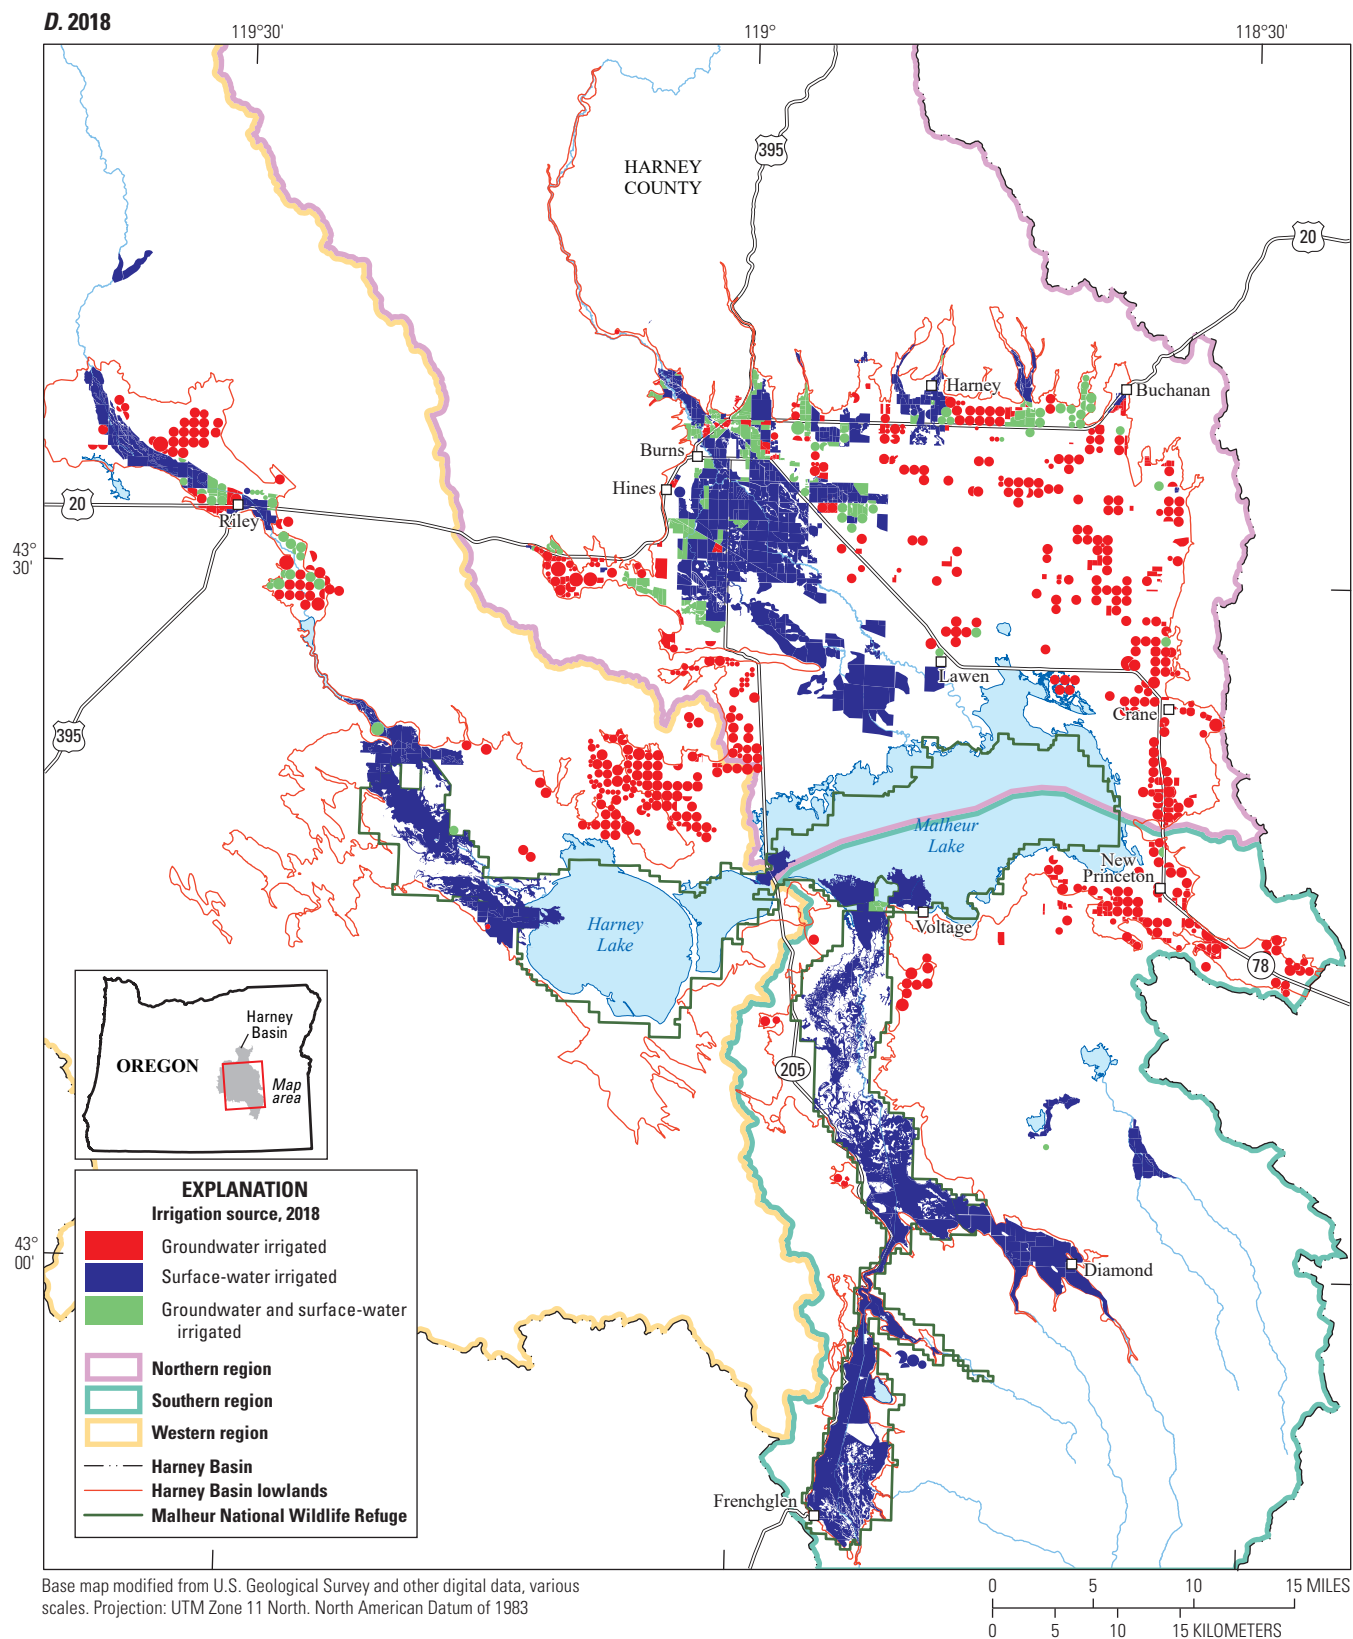 D. 2018
119°30'
119°
118°30'
395
HARNEY
COUNTY
20
Harney
Buchanan
Burns
Hines
20
Riley
43°
30'
Lawen
Crane
395
Malheur
Lake
New
Princeton
Harney
Lake
Voltage
78
Harney
Basin
OREGON
Map
area
205
EXPLANATION
Irrigation source, 2018
Groundwater irrigated
Surface-water irrigated
Groundwater and surface-water
irrigated
Northern region
Southern region
Western region
Harney Basin
Harney Basin lowlands
Malheur National Wildlife Refuge
43°
00'
Diamond
Frenchglen
Base map modified from U.S. Geological Survey and other digital data, various
scales. Projection: UTM Zone 11 North. North American Datum of 1983
0 5 10 15 MILES
0 5 10 15 KILOMETERS